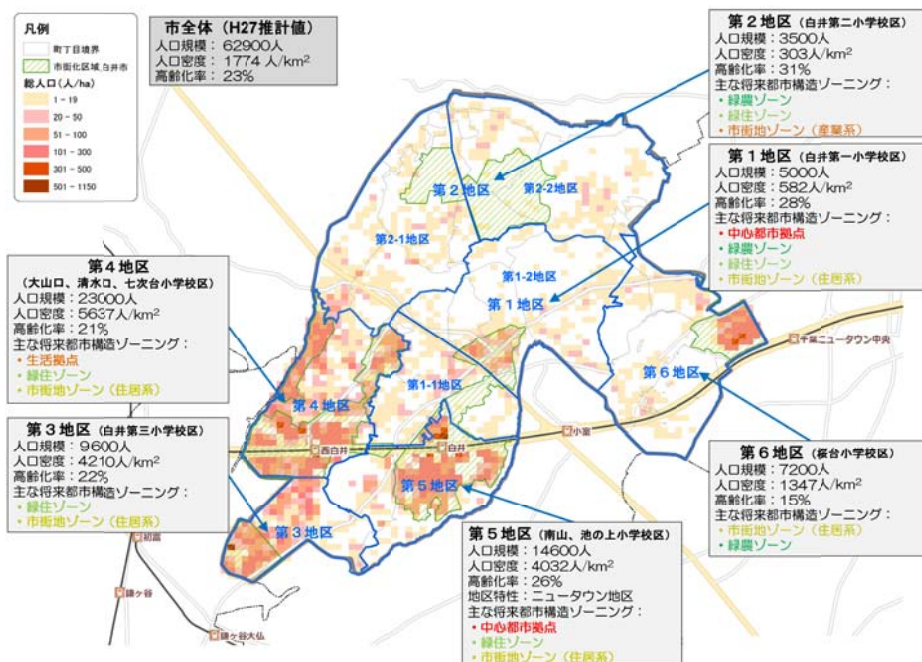 凡例
町丁目境界
市街化区域_白井市
総人口（人/ha）
1 - 19
20 - 50
51 - 100
101 - 300
301 - 500
501 - 1150
市全体（H27推計値）
人口規模： 62900人
人口密度： 1774 人/km²
高齢化率： 23%
第２地区（白井第二小学校区）
人口規模：3500人
人口密度：303人/km²
高齢化率：31%
主な将来都市構造ゾーニング：
・緑農ゾーン
・緑住ゾーン
・市街地ゾーン（産業系）
第１地区（白井第一小学校区）
人口規模：5000人
人口密度：582人/km²
高齢化率：28%
主な将来都市構造ゾーニング：
・中心都市拠点
・緑農ゾーン
・緑住ゾーン
・市街地ゾーン（住居系）
第４地区
（大山口、清水口、七次台小学校区）
人口規模：23000人
人口密度：5637人/km²
高齢化率：21%
主な将来都市構造ゾーニング：
・生活拠点
・緑住ゾーン
・市街地ゾーン（住居系）
第３地区（白井第三小学校区）
人口規模：9600人
人口密度：4210人/km²
高齢化率：22%
主な将来都市構造ゾーニング：
・緑住ゾーン
・市街地ゾーン（住居系）
第６地区（桜台小学校区）
人口規模：7200人
人口密度：1347人/km²
高齢化率：15%
主な将来都市構造ゾーニング：
・市街地ゾーン（住居系）
・緑農ゾーン
第５地区（南山、池の上小学校区）
人口規模：14600人
人口密度：4032人/km²
高齢化率：26%
地区特性：ニュータウン地区
主な将来都市構造ゾーニング：
・中心都市拠点
・緑住ゾーン
・市街地ゾーン（住居系）
第２地区
2-2地区
第2-1地区
第1-2地区
第１地区
第1-1地区
第４地区
第６地区
第５地区
第３地区
千葉ニュータウン中央
小室
白井
西白井
初富
鎌ヶ谷
鎌ヶ谷大仏